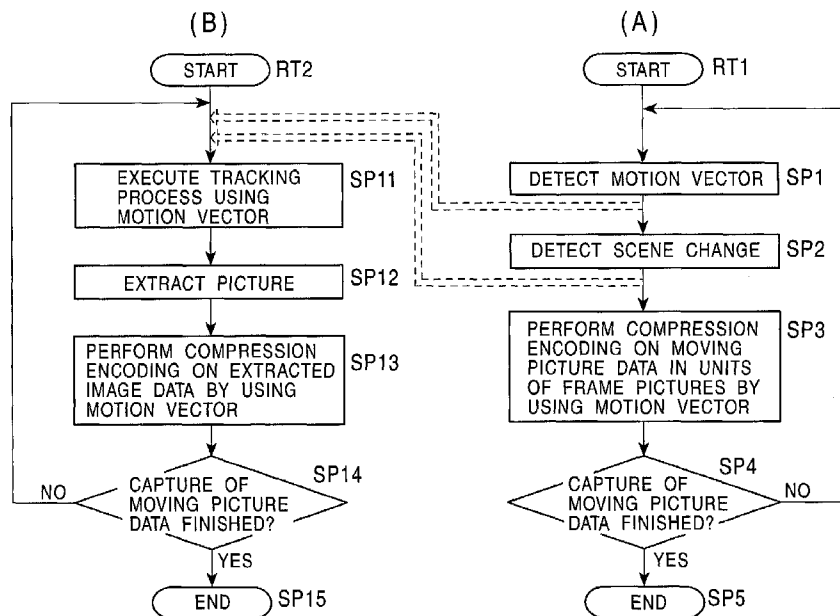 (B)
START
RT2
EXECUTE TRACKING
PROCESS USING
MOTION VECTOR
SP11
EXTRACT PICTURE
SP12
PERFORM COMPRESSION
ENCODING ON EXTRACTED
IMAGE DATA BY USING
MOTION VECTOR
SP13
SP14
CAPTURE OF
MOVING PICTURE
DATA FINISHED?
NO
YES
END
SP15
(A)
START
RT1
DETECT MOTION VECTOR
SP1
DETECT SCENE CHANGE
SP2
PERFORM COMPRESSION
ENCODING ON MOVING
PICTURE DATA IN UNITS
OF FRAME PICTURES BY
USING MOTION VECTOR
SP3
SP4
CAPTURE OF
MOVING PICTURE
DATA FINISHED?
NO
YES
END
SP5